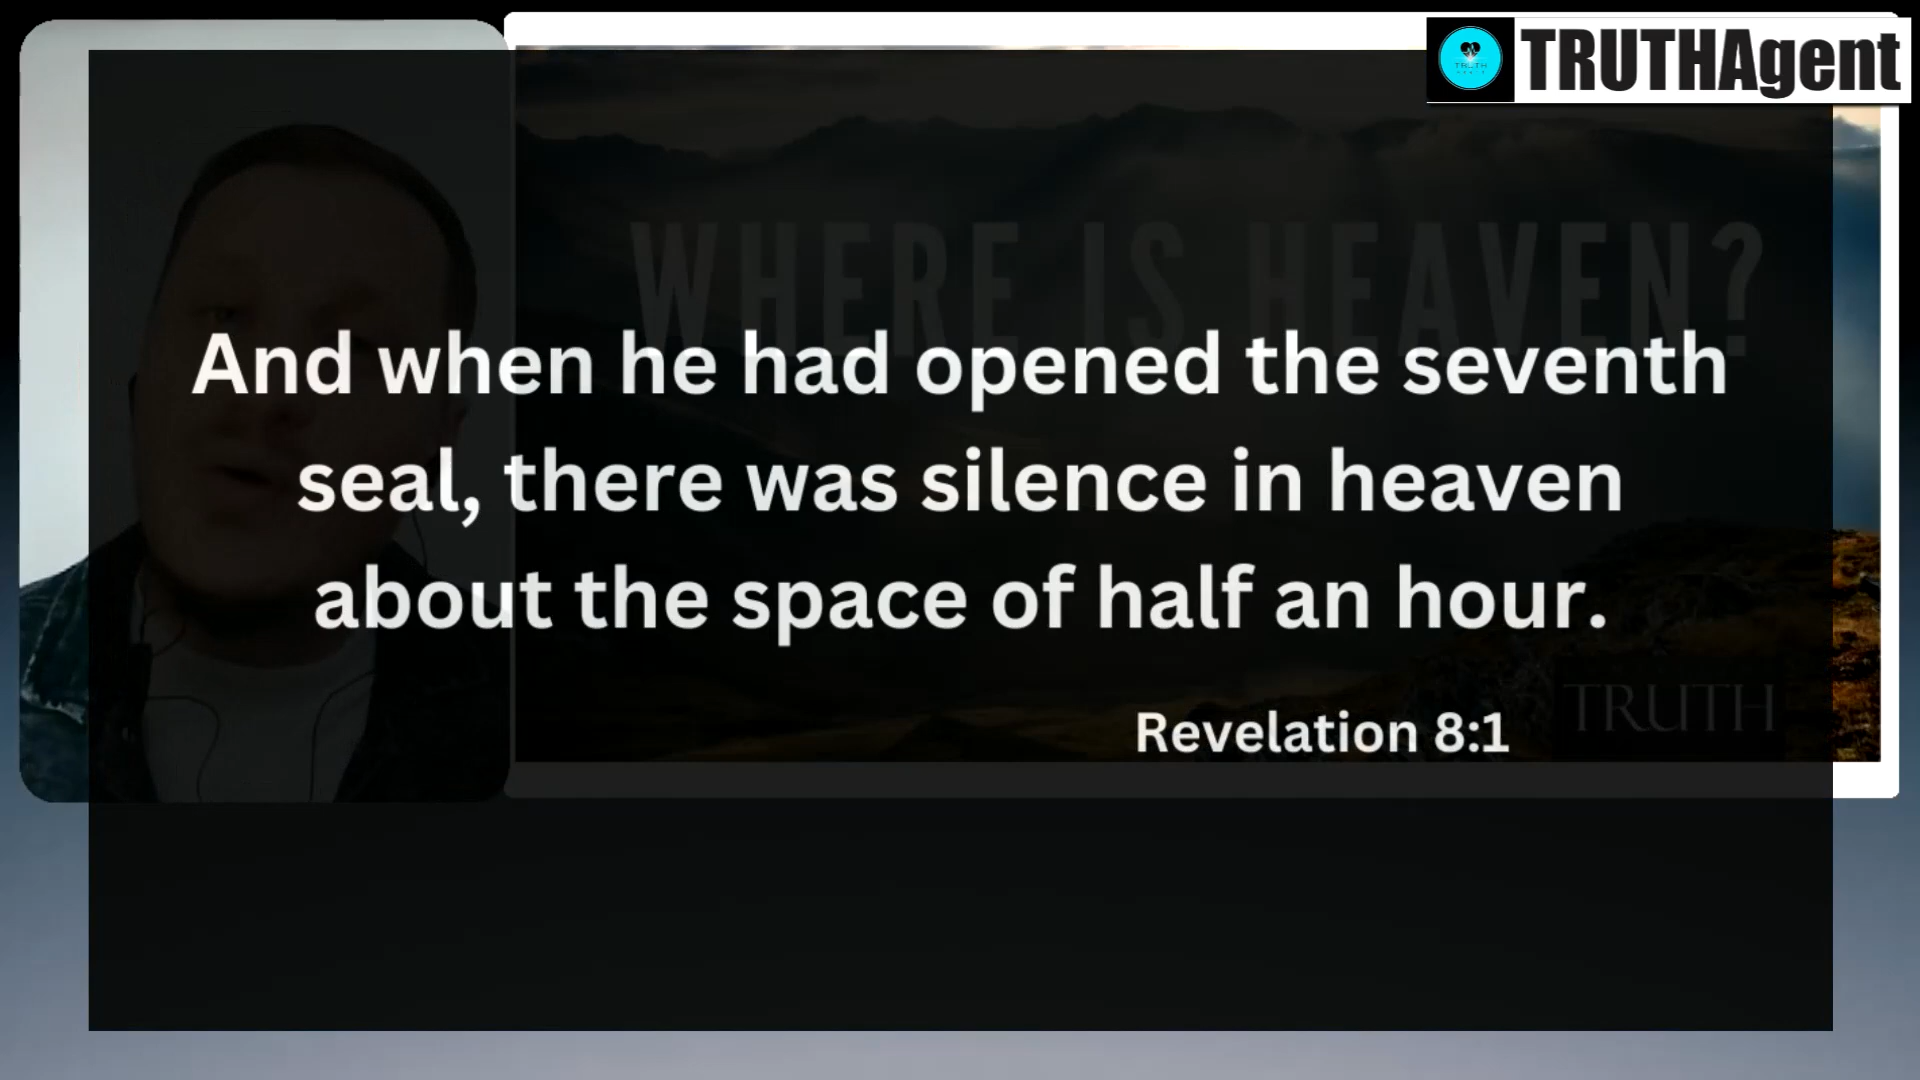 TRUTHAgent
TRUTH
WHERE IS HEAVEN?
And when he had opened the seventh
seal, there was silence in heaven
about the space of half an hour.
Revelation 8:1
TRUTH